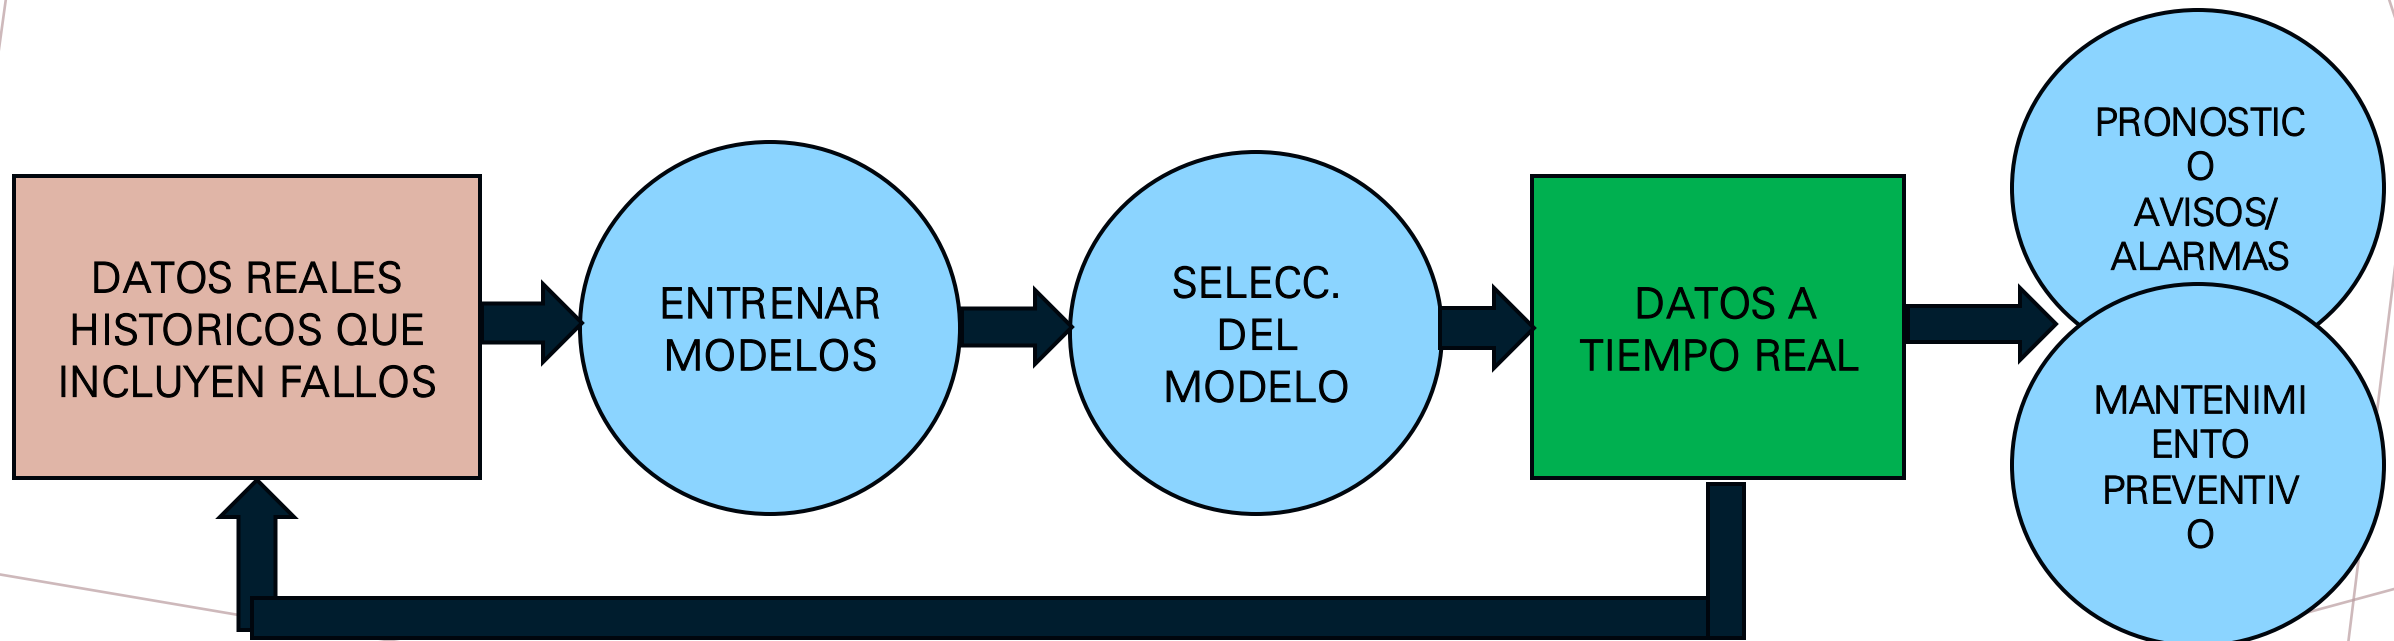 DATOS REALES
HISTORICOS QUE
INCLUYEN FALLOS
ENTRENAR
MODELOS
SELECC.
DEL
MODELO
DATOS A
TIEMPO REAL
PRONOSTIC
O
AVISOS/
ALARMAS
MANTENIMI
ENTO
PREVENTIV
O